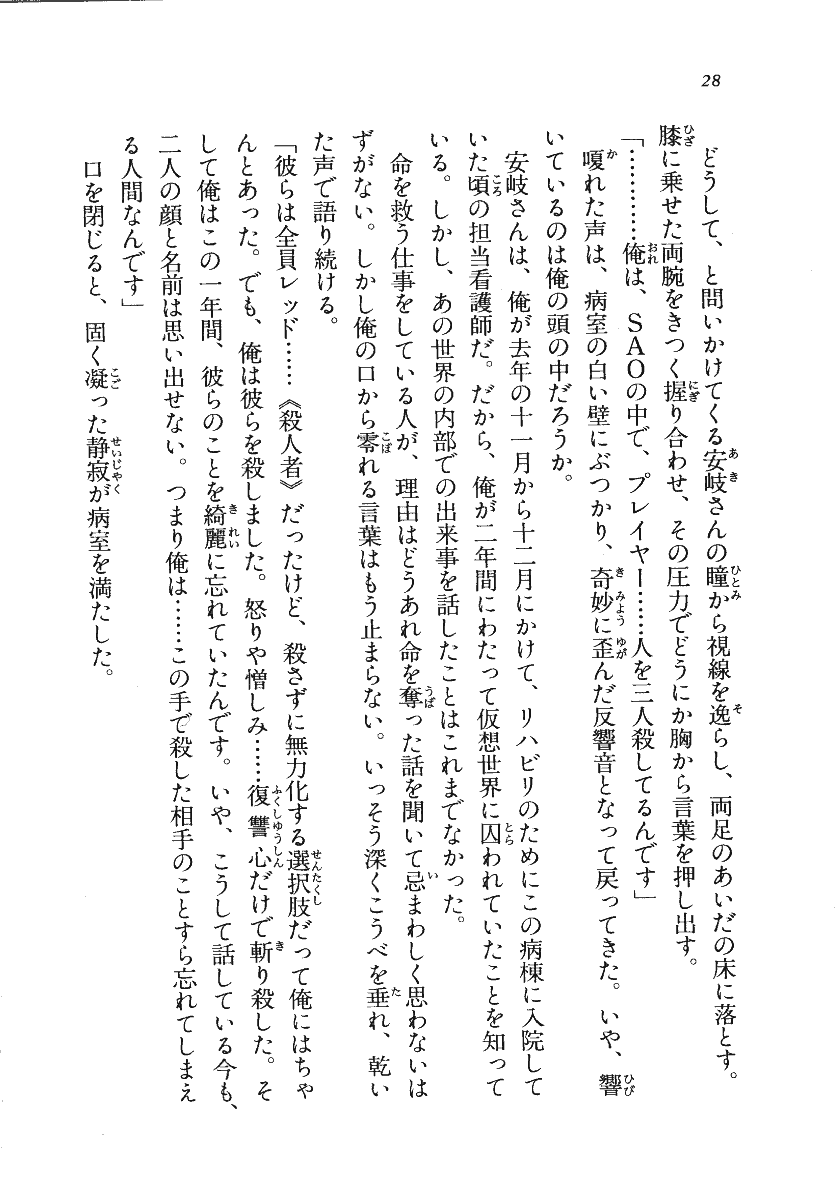 28
どうして、と問いかけてくる安岐さんの瞳から視線を逸らし、両足のあいだの床に落とす。
膝に乗せた両腕をきつく握り合わせ、その圧力でどうにか胸から言葉を押し出す。
「…………俺は、SAOの中で、プレイヤー……人を三人殺してるんです」
嗄れた声は、病室の白い壁にぶつかり、奇妙に歪んだ反響音となって戻ってきた。いや、響
いているのは俺の頭の中だろうか。
安岐さんは、俺が去年の十一月から十二月にかけて、リハビリのためにこの病棟に入院して
いた頃の担当看護師だ。だから、俺が二年間にわたって仮想世界に囚われていたことを知って
いる。しかし、あの世界の内部での出来事を話したことはこれまでなかった。
命を救う仕事をしている人が、理由はどうあれ命を奪った話を聞いて忌まわしく思わないは
ずがない。しかし俺の口から零れる言葉はもう止まらない。いっそう深くこうべを垂れ、乾い
た声で語り続ける。
「彼らは全員レッド……《殺人者》だったけど、殺さずに無力化する選択肢だって俺にはちゃ
んとあった。でも、俺は彼らを殺しました。怒りや憎しみ……復讐心だけで斬り殺した。そ
して俺はこの一年間、彼らのことを綺麗に忘れていたんです。いや、こうして話している今も、
二人の顔と名前は思い出せない。つまり俺は……この手で殺した相手のことすら忘れてしまえ
る人間なんです」
口を閉じると、固く凝った静寂が病室を満たした。